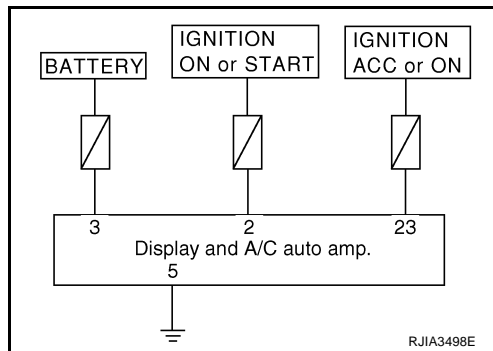 BATTERY
IGNITION
ON or START
IGNITION
ACC or ON
3
2
23
Display and A/C auto amp.
5
RJIA3498E